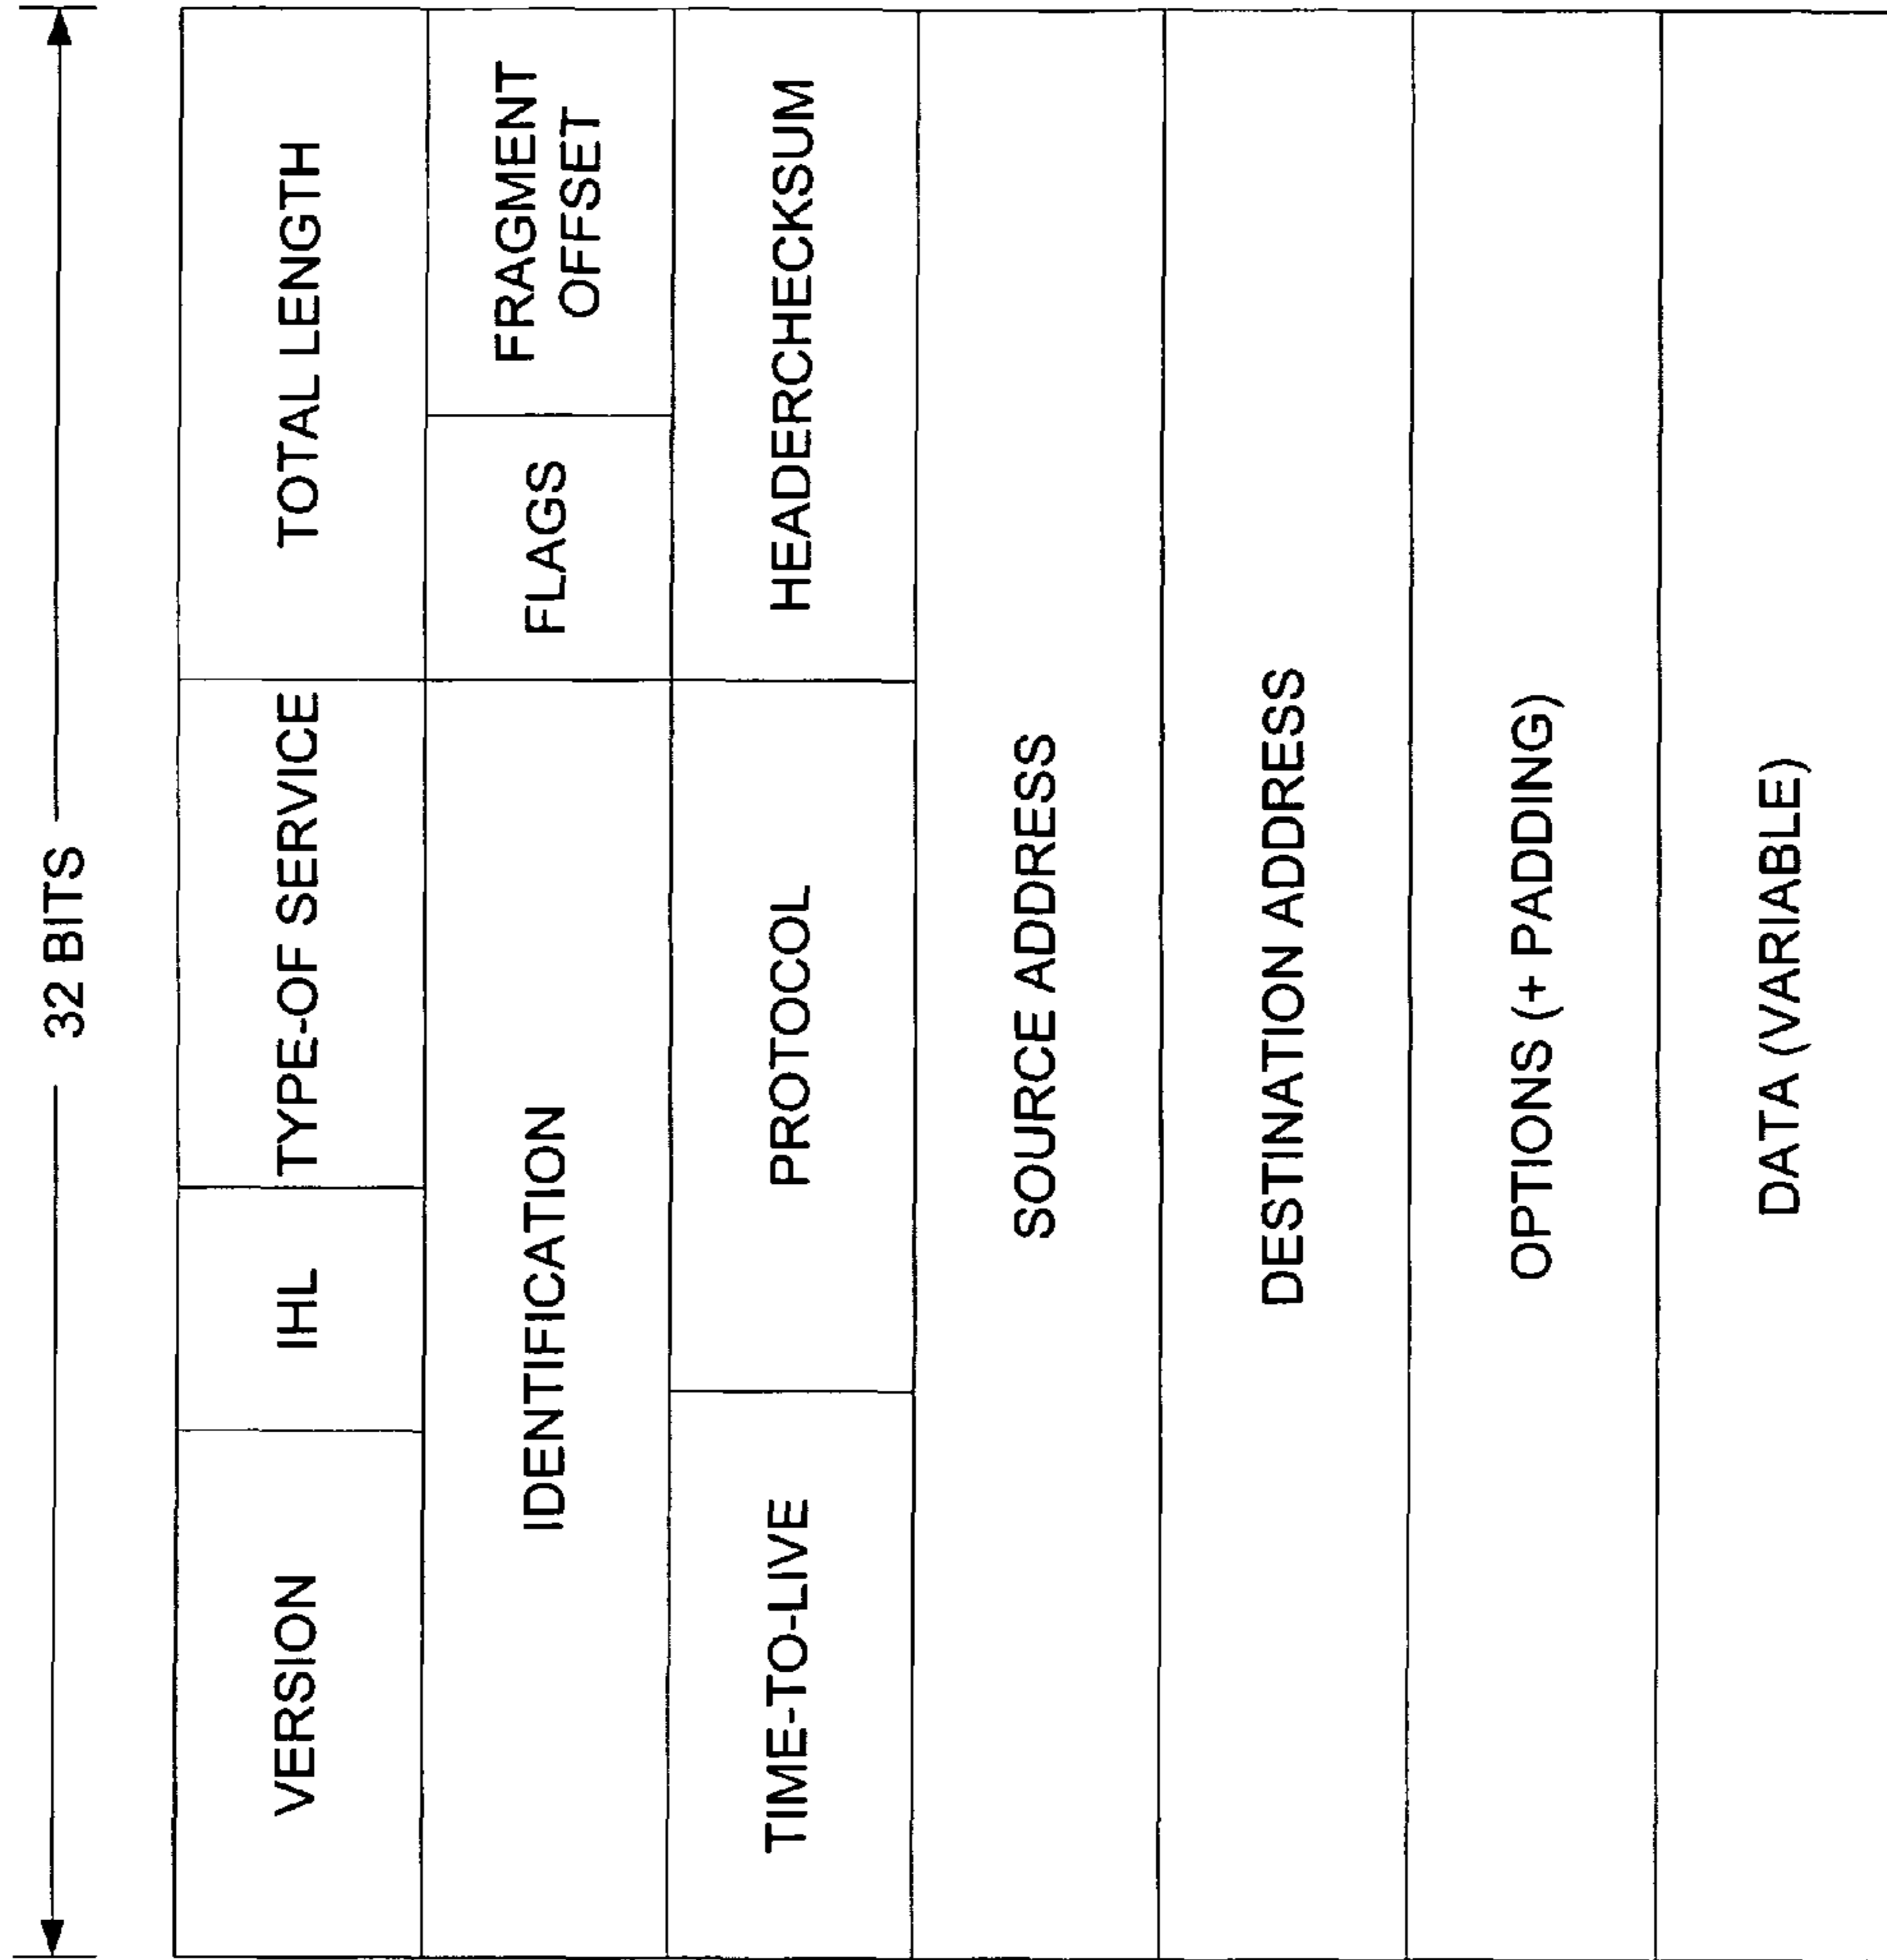 32 BITS
VERSION
IHL
TYPE-OF SERVICE
TOTAL LENGTH
IDENTIFICATION
FLAGS
FRAGMENT
OFFSET
TIME-TO-LIVE
PROTOCOL
HEADERCHECKSUM
SOURCE ADDRESS
DESTINATION ADDRESS
OPTIONS (+ PADDING)
DATA (VARIABLE)